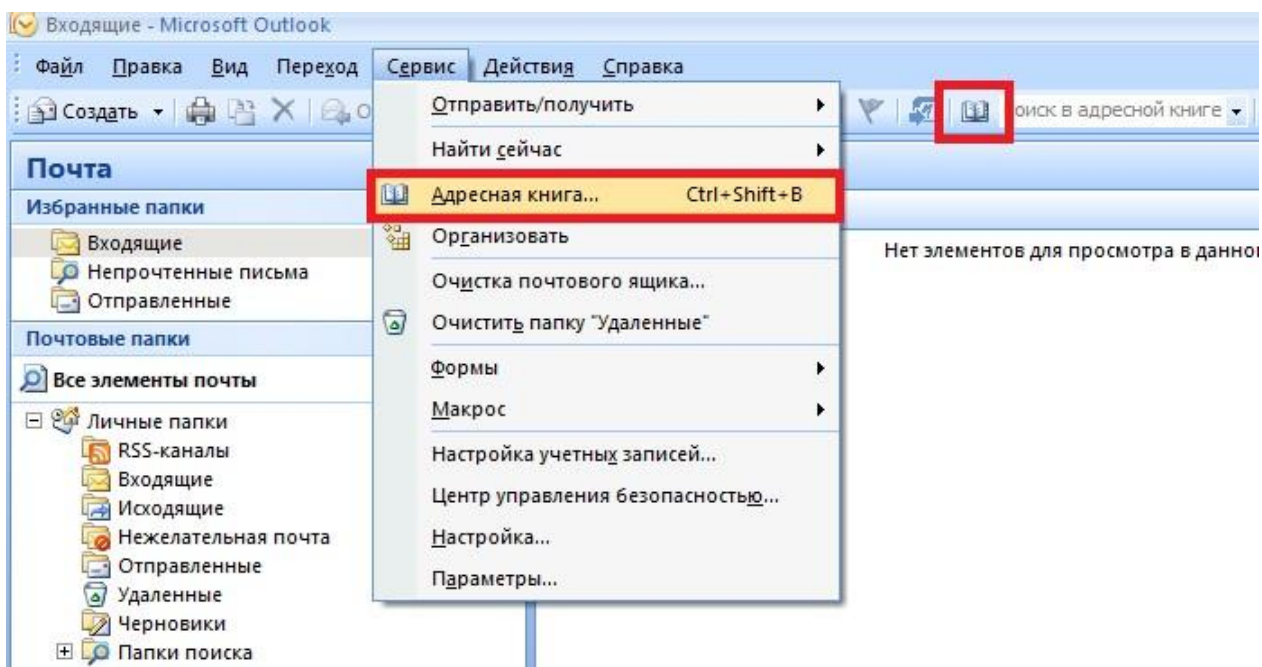 Входящие - Microsoft Outlook
Файл Правка Вид Переход Сервис Действия Справка
Создать
оиск в адресной книге
Отправить/получить
Найти сейчас
Адресная книга... Ctrl+Shift+B
Организовать
Очистка почтового ящика...
Очистить папку "Удаленные"
Формы
Макрос
Настройка учетных записей...
Центр управления безопасностью...
Настройка...
Параметры...
Почта
Избранные папки
Входящие
Непрочтенные письма
Отправленные
Почтовые папки
Все элементы почты
Личные папки
RSS-каналы
Входящие
Исходящие
Нежелательная почта
Отправленные
Удаленные
Черновики
Папки поиска
Нет элементов для просмотра в